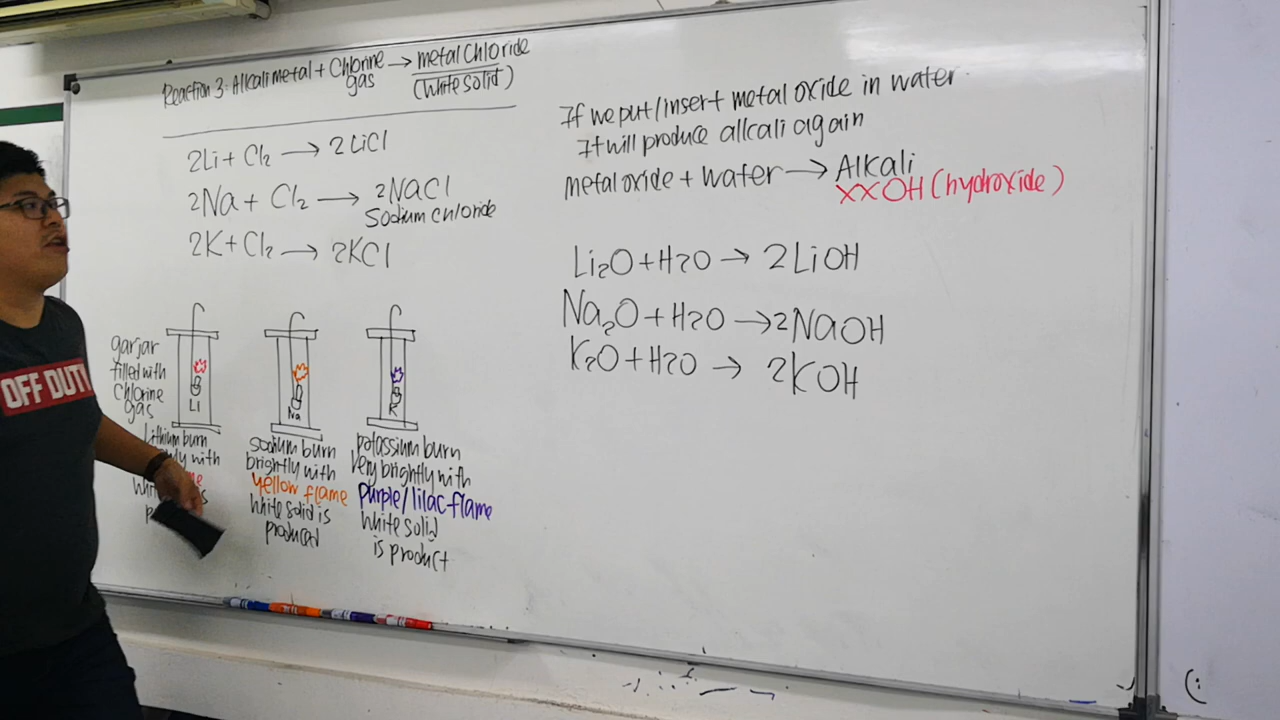 Reaction 3: Alkali metal + Chlorine gas → metal chloride
(white solid)
2Li + Cl₂ → 2LiCl
2Na + Cl₂ → 2NaCl
Sodium chloride
2K + Cl₂ → 2KCl
gas jar
filled with
chlorine
gas
Li
Na
K
Lithium burn
with
sodium burn
brightly with
yellow flame
white solid is
produced
potassium burn
very brightly with
purple/lilac flame
white solid
is product
If we put/insert metal oxide in water.
It will produce alkali again
metal oxide + water → Alkali
XXOH (hydroxide)
Li₂O + H₂O → 2LiOH
Na₂O + H₂O → 2NaOH
K₂O + H₂O → 2KOH
OFF DUTY
(: